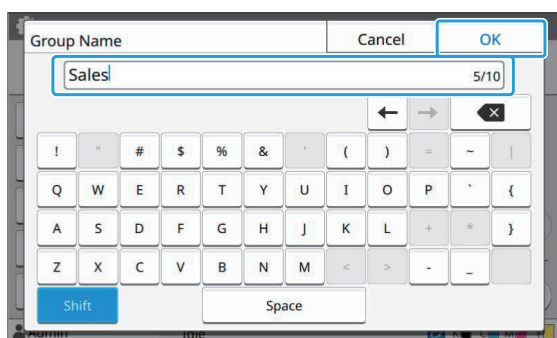 Group Name Cancel OK
Sales 5/10
← → ⌫
! " # $ % & ' ( ) = ~ |
Q W E R T Y U I O P ` {
A S D F G H J K L + * }
Z X C V B N M < > - _
Shift Space
Admin Idle K C M Y